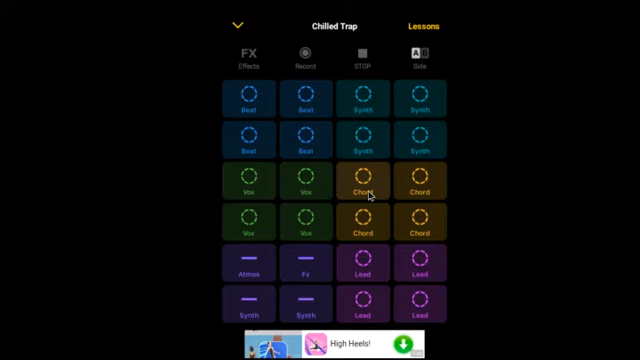 Chilled Trap
Lessons
FX
Effects
Record
STOP
Side
Beat Beat Synth Synth
Beat Beat Synth Synth
Vox Vox Chord Chord
Vox Vox Chord Chord
Atmos Fx Lead Lead
Synth Synth Lead Lead
High Heels!